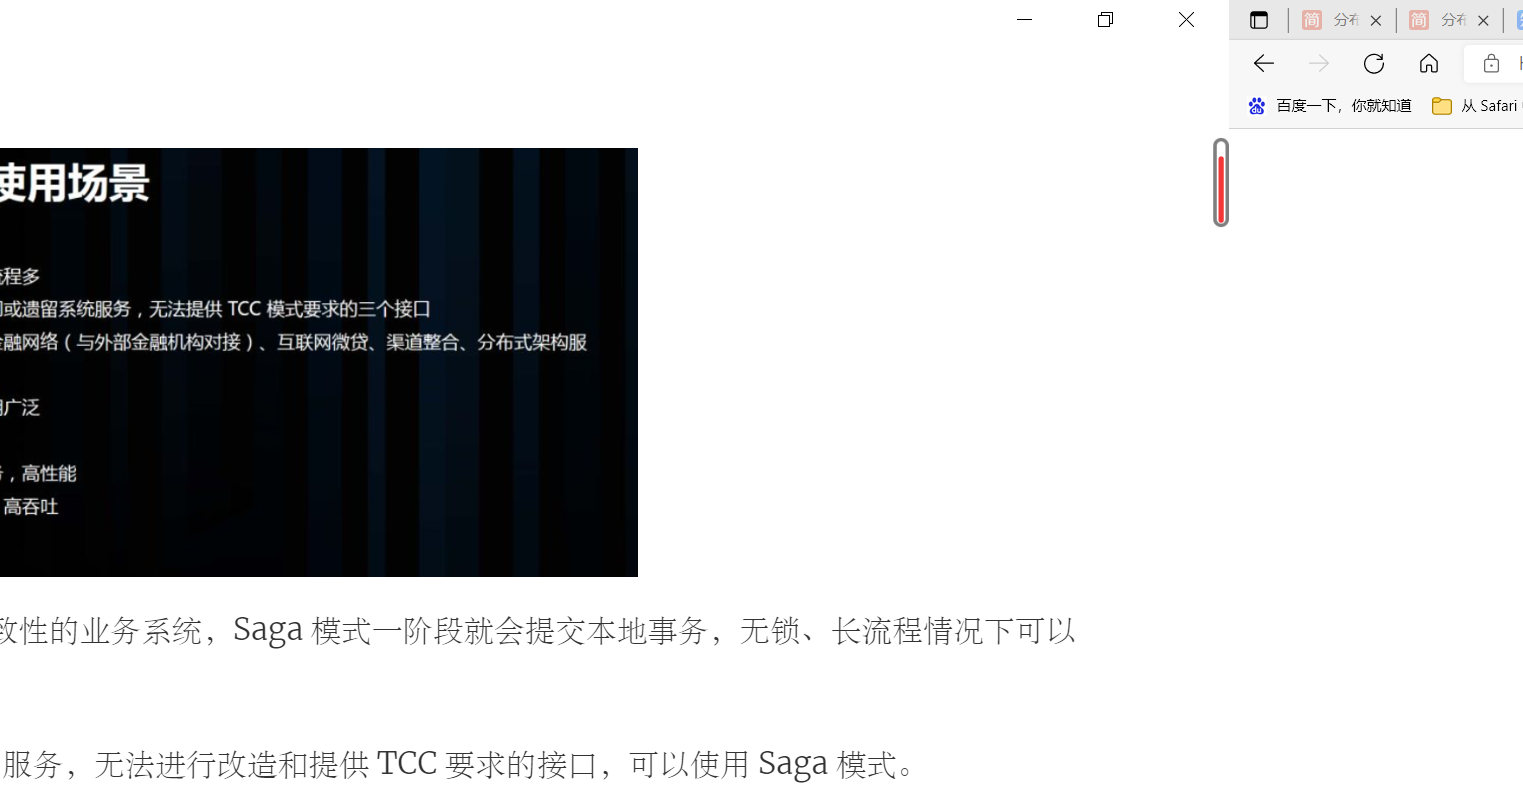 简 分布
简 分布
百度一下，你就知道
从 Safari
使用场景
程多
或遗留系统服务，无法提供 TCC 模式要求的三个接口
融网络（与外部金融机构对接）、互联网微贷、渠道整合、分布式架构服
广泛
，高性能
高吞吐
致性的业务系统，Saga 模式一阶段就会提交本地事务，无锁、长流程情况下可以
服务，无法进行改造和提供 TCC 要求的接口，可以使用 Saga 模式。